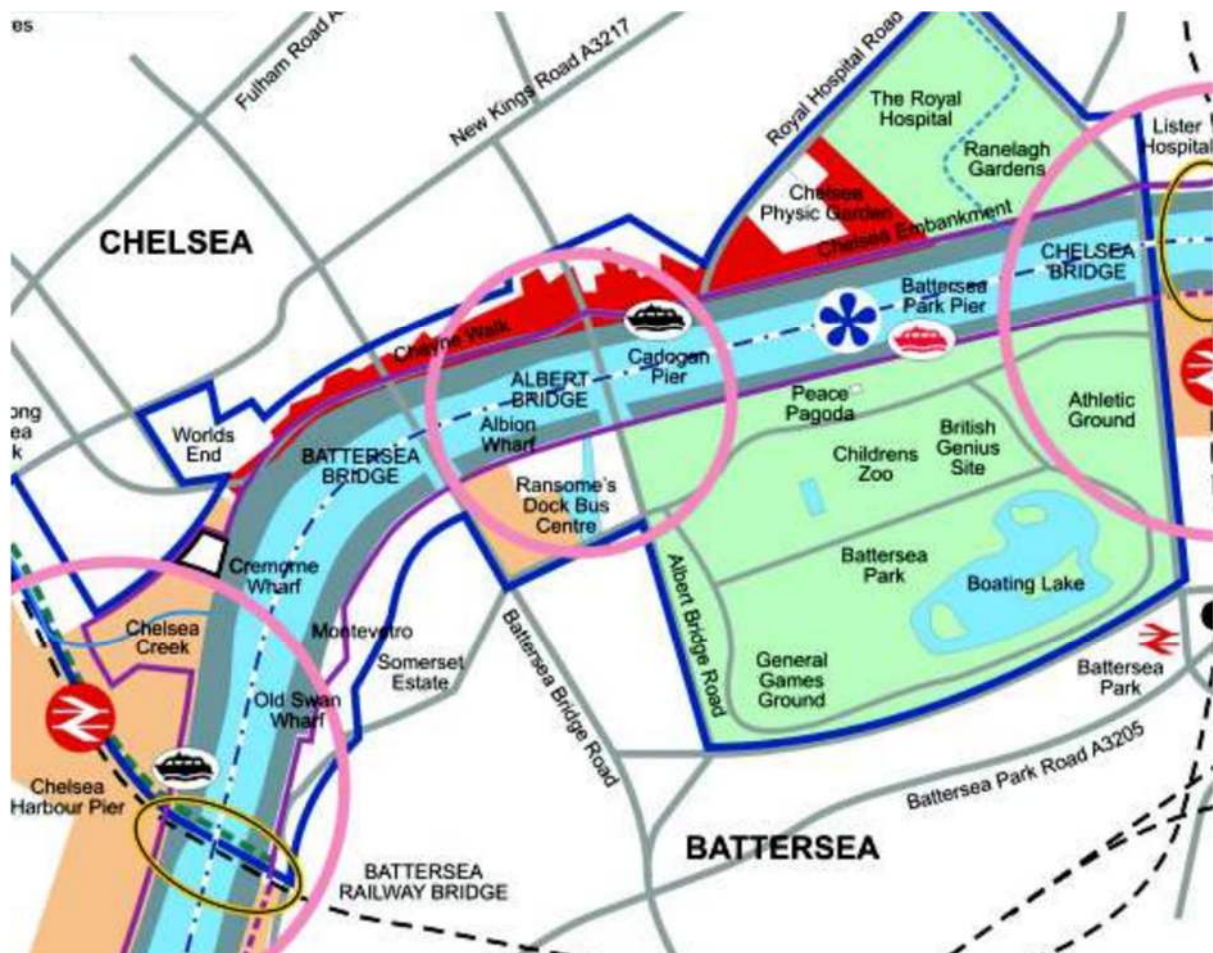 es
Fulham Road A
New Kings Road A3217
Royal Hospital Road
The Royal
Hospital
Ranelagh
Gardens
Lister
Hospital
Chelsea
Physic Garden
Chelsea Embankment
CHELSEA
CHELSEA
BRIDGE
Battersea
Park Pier
Cheyne Walk
Cadogan
Pier
ALBERT
BRIDGE
Albion
Wharf
Peace
Pagoda
Athletic
Ground
British
Genius
Site
Childrens
Zoo
ong
ea
k
Worlds
End
BATTERSEA
BRIDGE
Ransome's
Dock Bus
Centre
Cremorne
Wharf
Battersea
Park
Boating Lake
Albert Bridge Road
Chelsea
Creek
Montevetro
Somerset
Estate
Battersea Bridge Road
General
Games
Ground
Battersea
Park
Old Swan
Wharf
Chelsea
Harbour Pier
Battersea Park Road A3205
BATTERSEA
BATTERSEA
RAILWAY BRIDGE